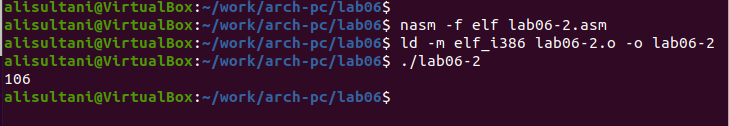 alisultani@VirtualBox:~/work/arch-pc/lab06$
alisultani@VirtualBox:~/work/arch-pc/lab06$ nasm -f elf lab06-2.asm
alisultani@VirtualBox:~/work/arch-pc/lab06$ ld -m elf_i386 lab06-2.o -o lab06-2
alisultani@VirtualBox:~/work/arch-pc/lab06$ ./lab06-2
106
alisultani@VirtualBox:~/work/arch-pc/lab06$